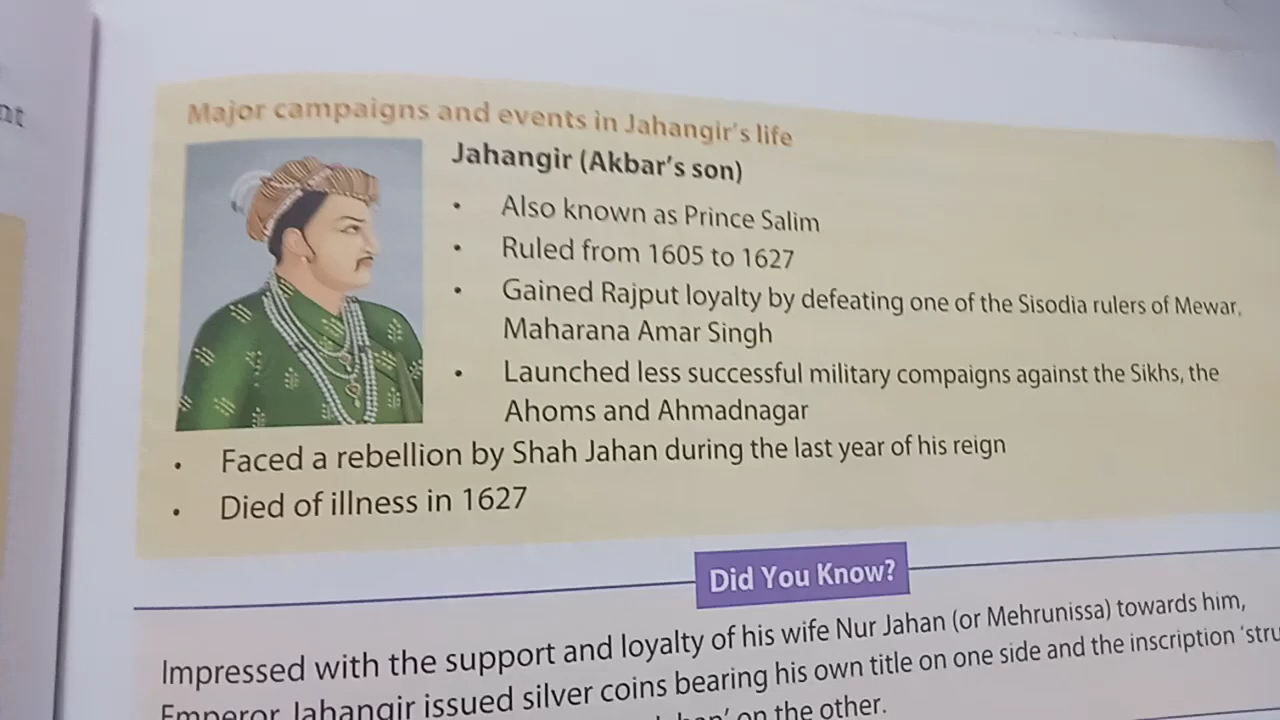 nt
Major campaigns and events in Jahangir's life
Jahangir (Akbar's son)
• Also known as Prince Salim
• Ruled from 1605 to 1627
• Gained Rajput loyalty by defeating one of the Sisodia rulers of Mewar,
Maharana Amar Singh
• Launched less successful military compaigns against the Sikhs, the
Ahoms and Ahmadnagar
• Faced a rebellion by Shah Jahan during the last year of his reign
• Died of illness in 1627
Did You Know?
Impressed with the support and loyalty of his wife Nur Jahan (or Mehrunissa) towards him,
Emperor Jahangir issued silver coins bearing his own title on one side and the inscription 'stru
on the other.